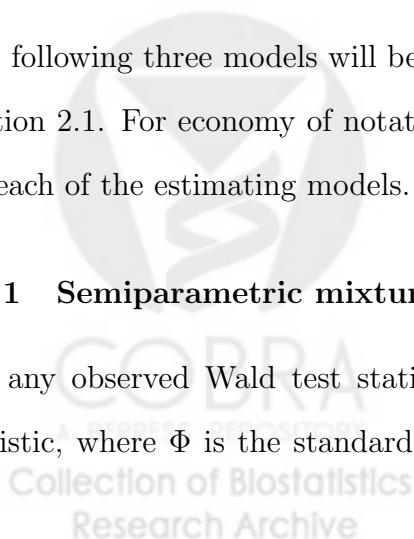 following three models will be
tion 2.1. For economy of notat
each of the estimating models.
1 Semiparametric mixtur
COBRA
any observed Wald test stati
A BEPRESS REPOSITORY
istic, where Φ is the standard
Collection of Biostatistics
Research Archive